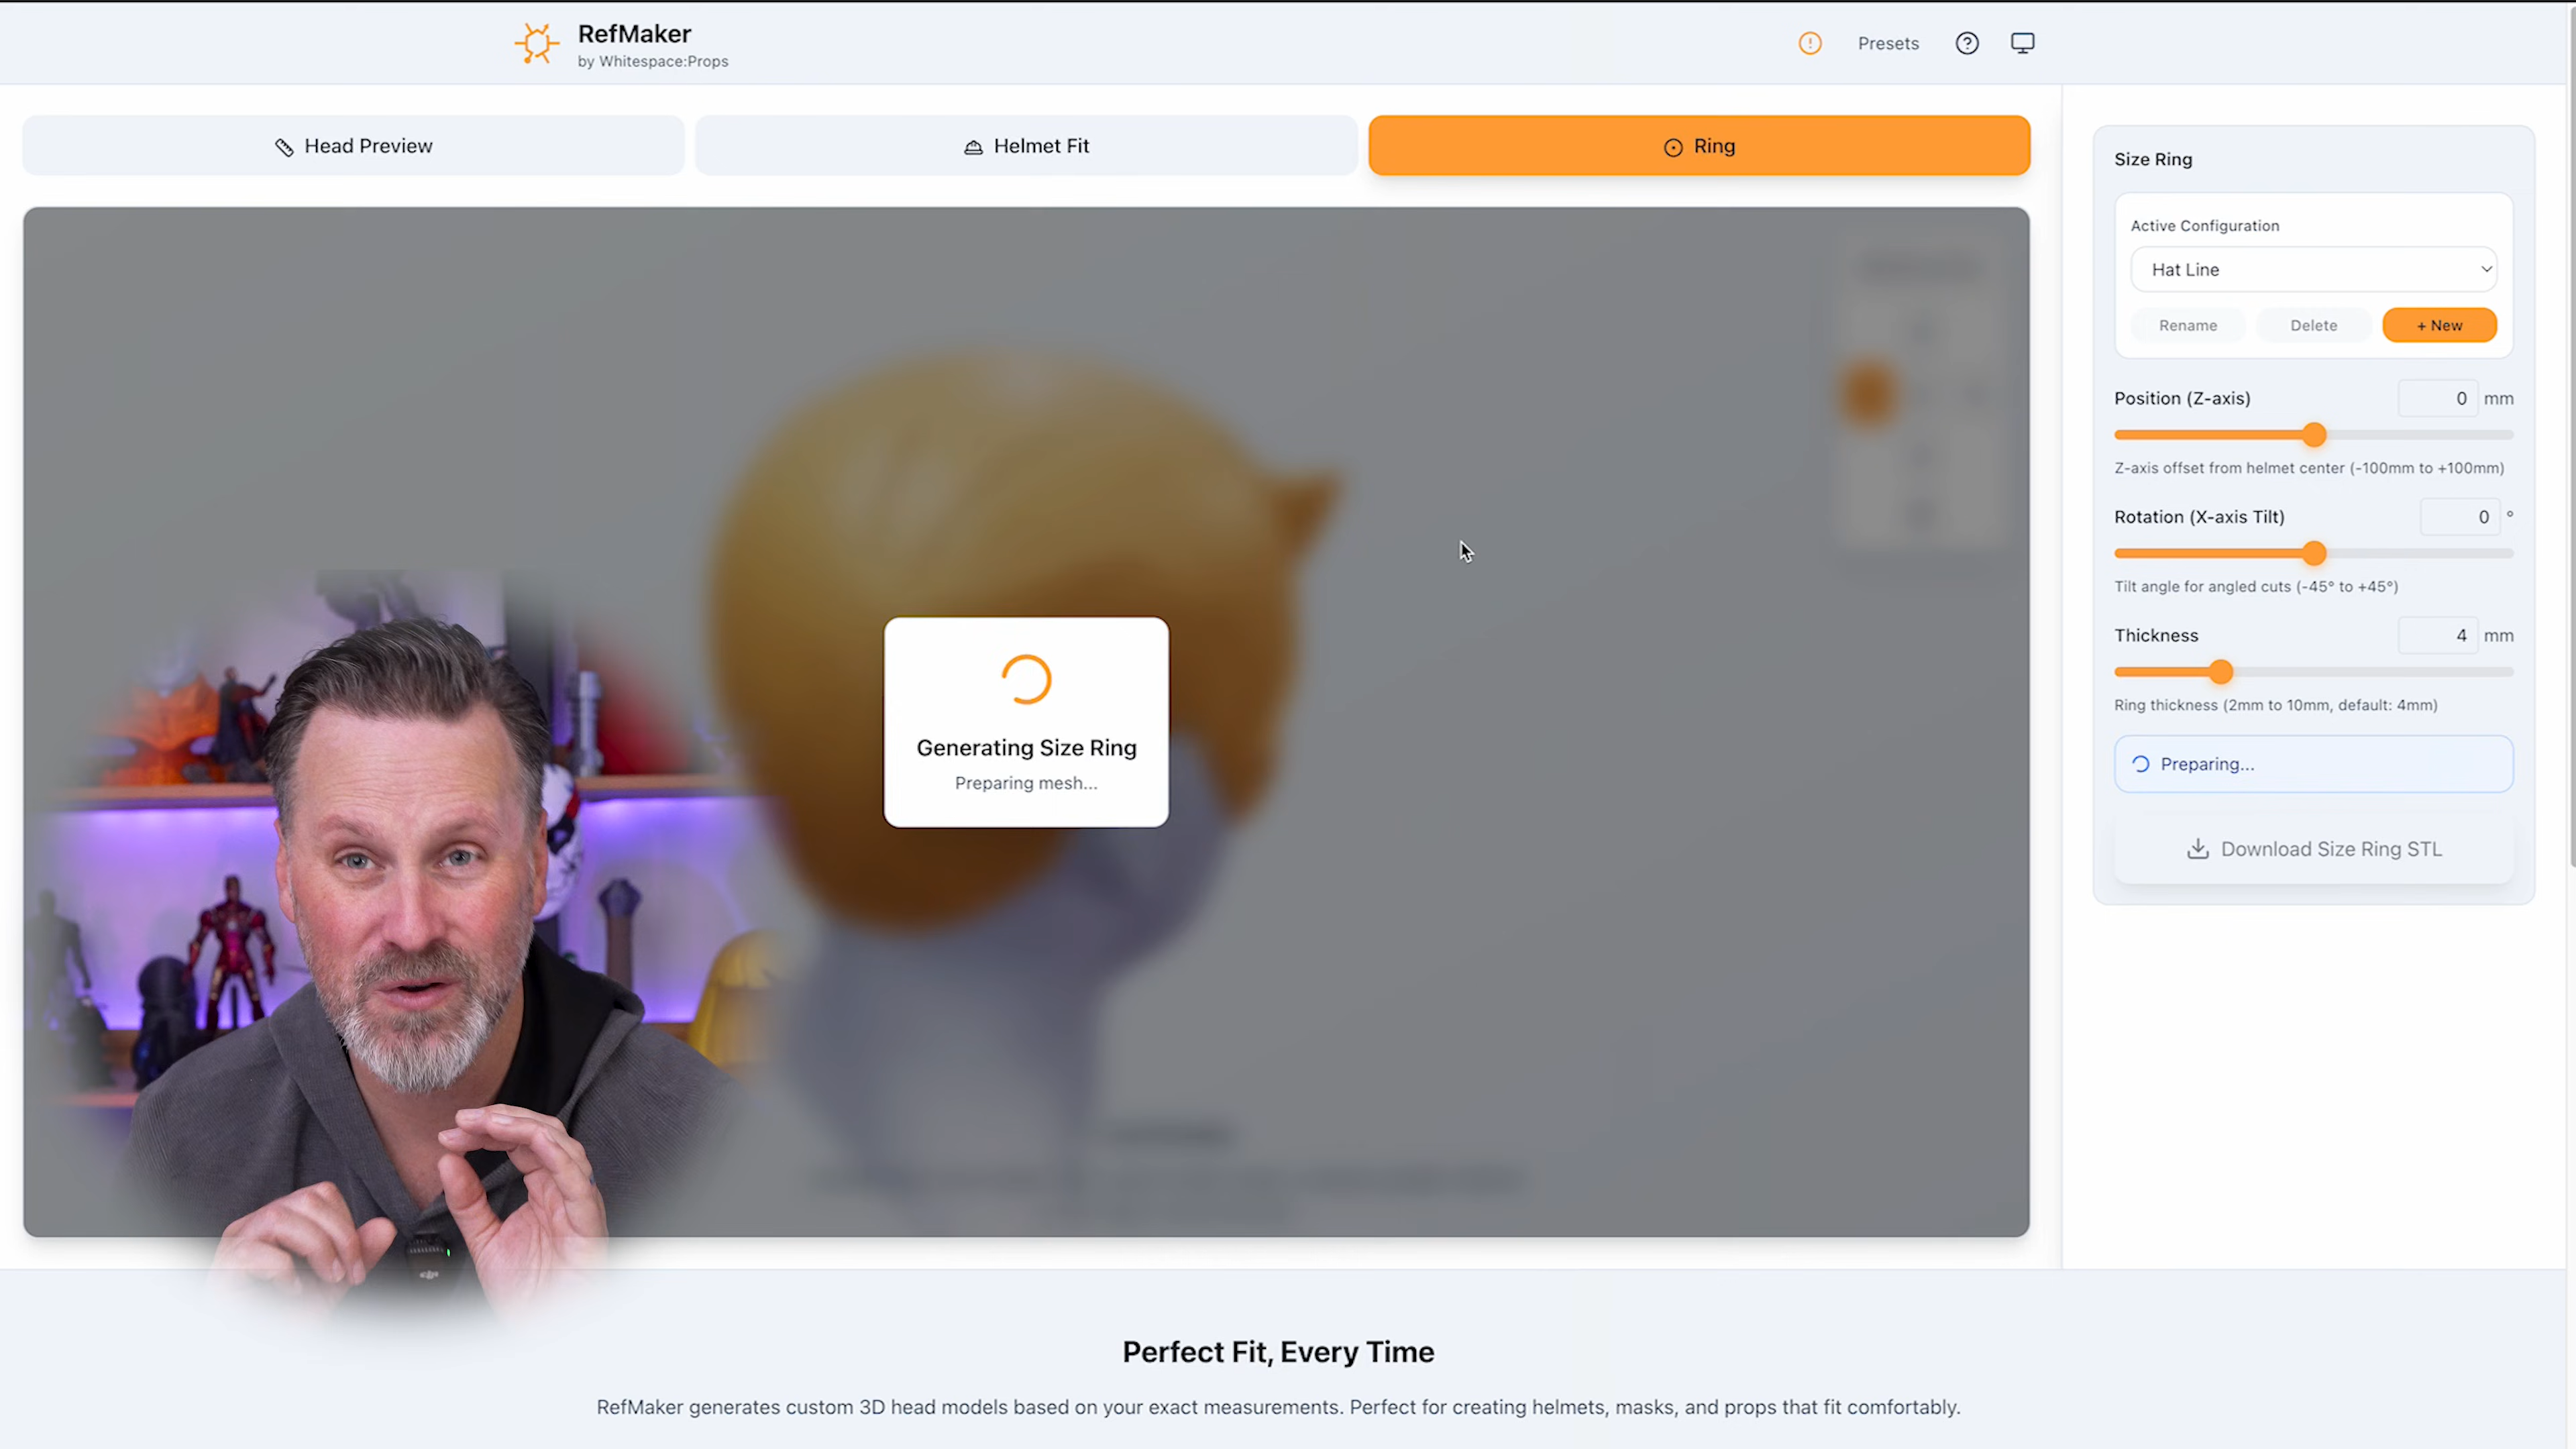 RefMaker
by Whitespace:Props
Presets
Head Preview
Helmet Fit
Ring
Generating Size Ring
Preparing mesh...
Size Ring
Active Configuration
Hat Line
Rename
Delete
+ New
Position (Z-axis)
0 mm
Z-axis offset from helmet center (-100mm to +100mm)
Rotation (X-axis Tilt)
0 °
Tilt angle for angled cuts (-45° to +45°)
Thickness
4 mm
Ring thickness (2mm to 10mm, default: 4mm)
Preparing...
Download Size Ring STL
dji
Perfect Fit, Every Time
RefMaker generates custom 3D head models based on your exact measurements. Perfect for creating helmets, masks, and props that fit comfortably.